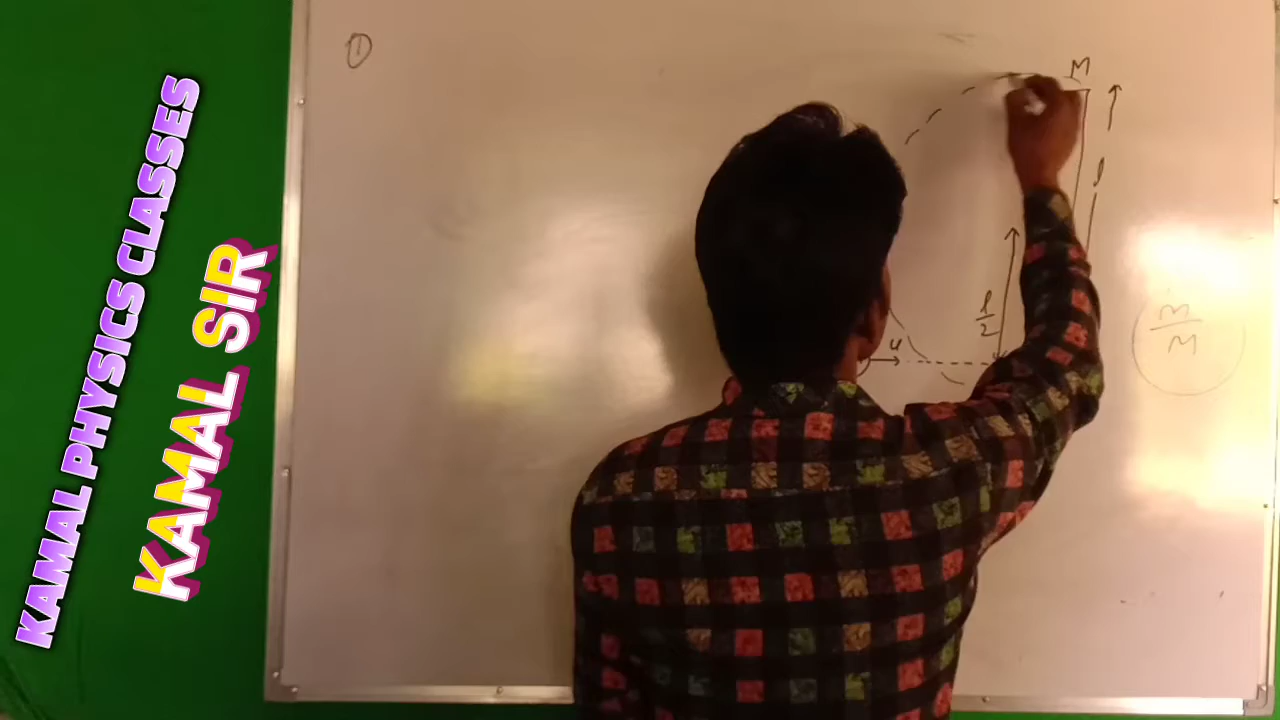 KAMAL PHYSICS CLASSES
KAMAL SIR
①
M
l
l/2
u
m/M